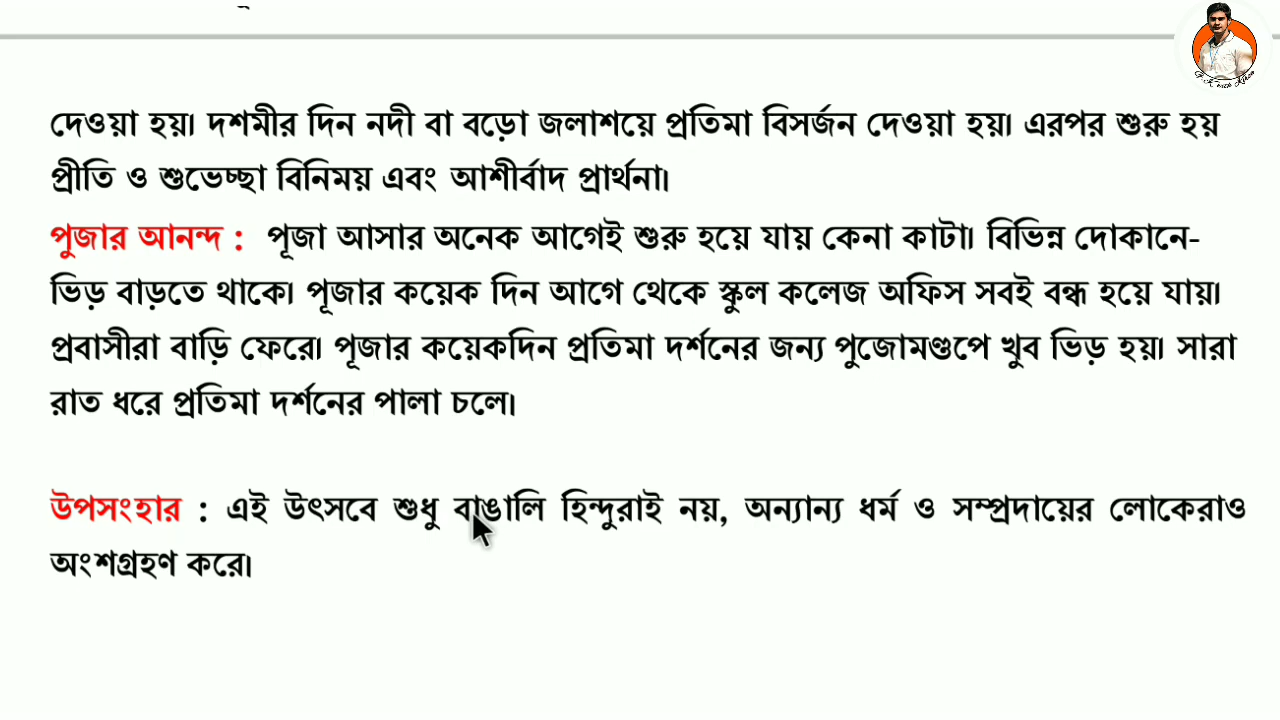 দেওয়া হয়। দশমীর দিন নদী বা বড়ো জলাশয়ে প্রতিমা বিসর্জন দেওয়া হয়। এরপর শুরু হয়
প্রীতি ও শুভেচ্ছা বিনিময় এবং আশীর্বাদ প্রার্থনা।
পুজার আনন্দ : পূজা আসার অনেক আগেই শুরু হয়ে যায় কেনা কাটা। বিভিন্ন দোকানে-
ভিড় বাড়তে থাকে। পূজার কয়েক দিন আগে থেকে স্কুল কলেজ অফিস সবই বন্ধ হয়ে যায়।
প্রবাসীরা বাড়ি ফেরে। পূজার কয়েকদিন প্রতিমা দর্শনের জন্য পুজোমণ্ডপে খুব ভিড় হয়। সারা
রাত ধরে প্রতিমা দর্শনের পালা চলে।
উপসংহার : এই উৎসবে শুধু বাঙালি হিন্দুরাই নয়, অন্যান্য ধর্ম ও সম্প্রদায়ের লোকেরাও
অংশগ্রহণ করে।